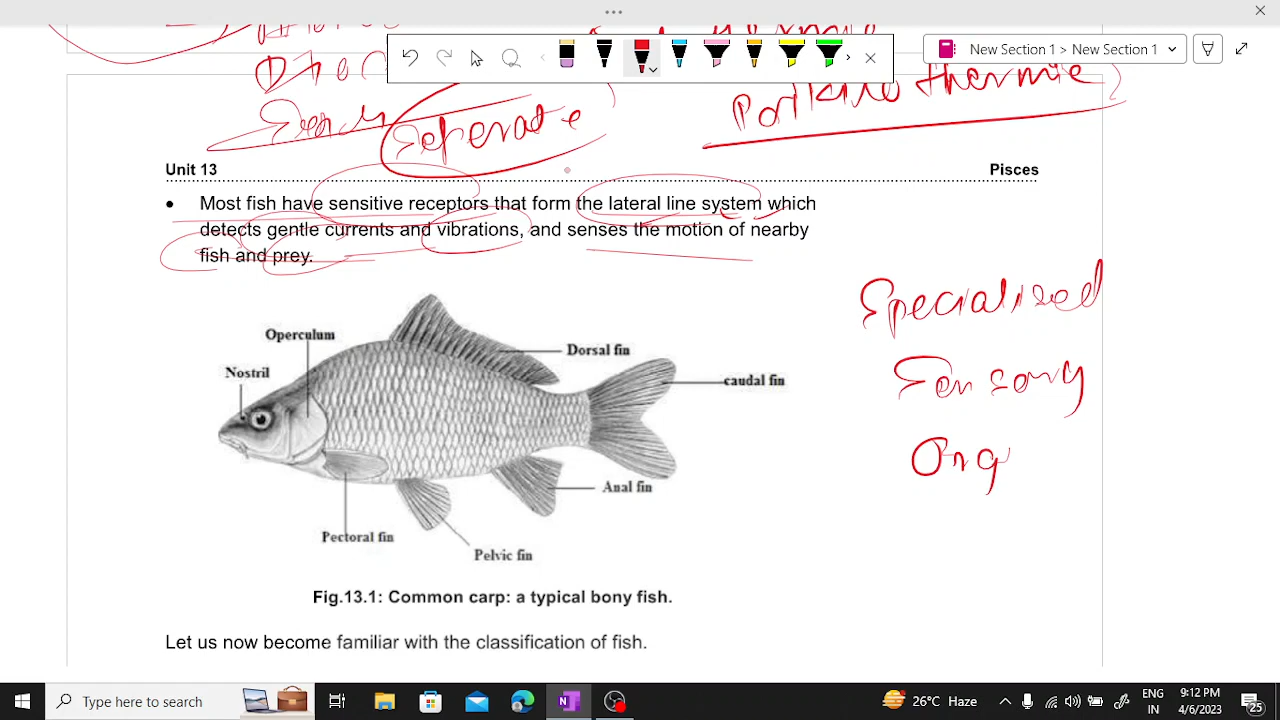 New Section 1 > New Section 1
Seperate
Poikilo thermic
Unit 13
Pisces
• Most fish have sensitive receptors that form the lateral line system which
detects gentle currents and vibrations, and senses the motion of nearby
fish and prey.
Specialised
Sensory
Org
Operculum
Nostril
Dorsal fin
caudal fin
Anal fin
Pectoral fin
Pelvic fin
Fig.13.1: Common carp: a typical bony fish.
Let us now become familiar with the classification of fish.
Type here to search
26°C Haze
ENG
IN
9:12 PM
4/6/2023
25